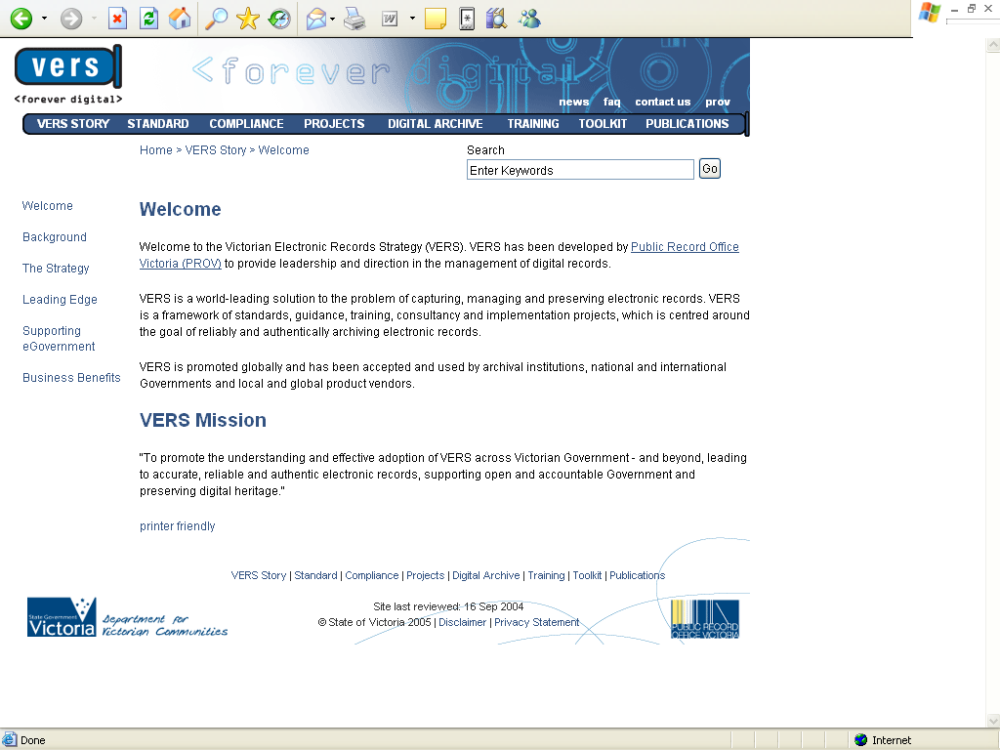 vers
<forever digital>
<forever digital>
news faq contact us prov
VERS STORY STANDARD COMPLIANCE PROJECTS DIGITAL ARCHIVE TRAINING TOOLKIT PUBLICATIONS
Home > VERS Story > Welcome
Search
Enter Keywords Go
Welcome
Background
The Strategy
Leading Edge
Supporting
eGovernment
Business Benefits
Welcome
Welcome to the Victorian Electronic Records Strategy (VERS). VERS has been developed by Public Record Office
Victoria (PROV) to provide leadership and direction in the management of digital records.
VERS is a world-leading solution to the problem of capturing, managing and preserving electronic records. VERS
is a framework of standards, guidance, training, consultancy and implementation projects, which is centred around
the goal of reliably and authentically archiving electronic records.
VERS is promoted globally and has been accepted and used by archival institutions, national and international
Governments and local and global product vendors.
VERS Mission
"To promote the understanding and effective adoption of VERS across Victorian Government - and beyond, leading
to accurate, reliable and authentic electronic records, supporting open and accountable Government and
preserving digital heritage."
printer friendly
VERS Story | Standard | Compliance | Projects | Digital Archive | Training | Toolkit | Publications
State Government
Victoria
Department for
Victorian Communities
Site last reviewed: 16 Sep 2004
© State of Victoria 2005 | Disclaimer | Privacy Statement
PUBLIC RECORD
OFFICE VICTORIA
Done
Internet